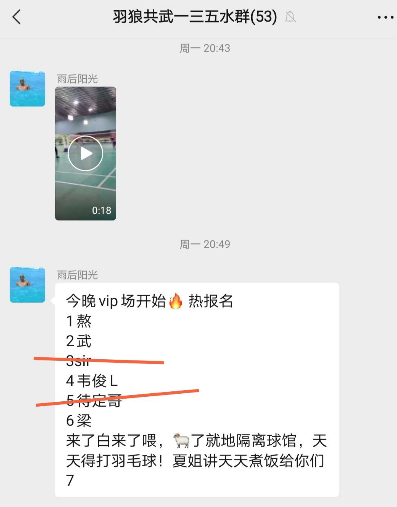 羽狼共武一三五水群(53)
周一 20:43
雨后阳光
0:18
周一 20:49
雨后阳光
今晚vip场开始🔥热报名
1熬
2武
3sir
4韦俊L
5待定哥
6梁
来了白来了喂，🐏了就地隔离球馆，天
天得打羽毛球！夏姐讲天天煮饭给你们
7